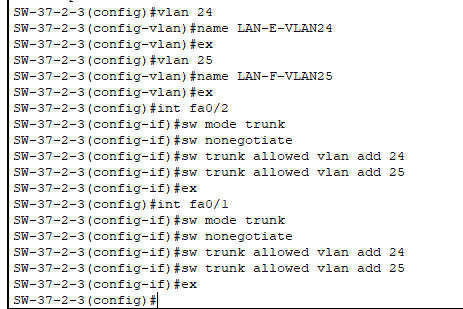 SW-37-2-3(config)#vlan 24
SW-37-2-3(config-vlan)#name LAN-E-VLAN24
SW-37-2-3(config-vlan)#ex
SW-37-2-3(config)#vlan 25
SW-37-2-3(config-vlan)#name LAN-F-VLAN25
SW-37-2-3(config-vlan)#ex
SW-37-2-3(config)#int fa0/2
SW-37-2-3(config-if)#sw mode trunk
SW-37-2-3(config-if)#sw nonegotiate
SW-37-2-3(config-if)#sw trunk allowed vlan add 24
SW-37-2-3(config-if)#sw trunk allowed vlan add 25
SW-37-2-3(config-if)#ex
SW-37-2-3(config)#int fa0/1
SW-37-2-3(config-if)#sw mode trunk
SW-37-2-3(config-if)#sw nonegotiate
SW-37-2-3(config-if)#sw trunk allowed vlan add 24
SW-37-2-3(config-if)#sw trunk allowed vlan add 25
SW-37-2-3(config-if)#ex
SW-37-2-3(config)#